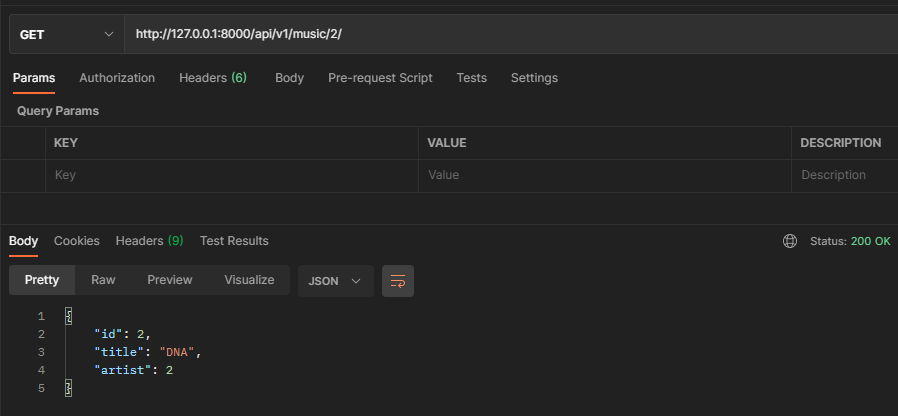 GET http://127.0.0.1:8000/api/v1/music/2/
Params Authorization Headers (6) Body Pre-request Script Tests Settings
Query Params
KEY VALUE DESCRIPTION
Key Value Description
Body Cookies Headers (9) Test Results Status: 200 OK
Pretty Raw Preview Visualize JSON
1 {
2 "id": 2,
3 "title": "DNA",
4 "artist": 2
5 }